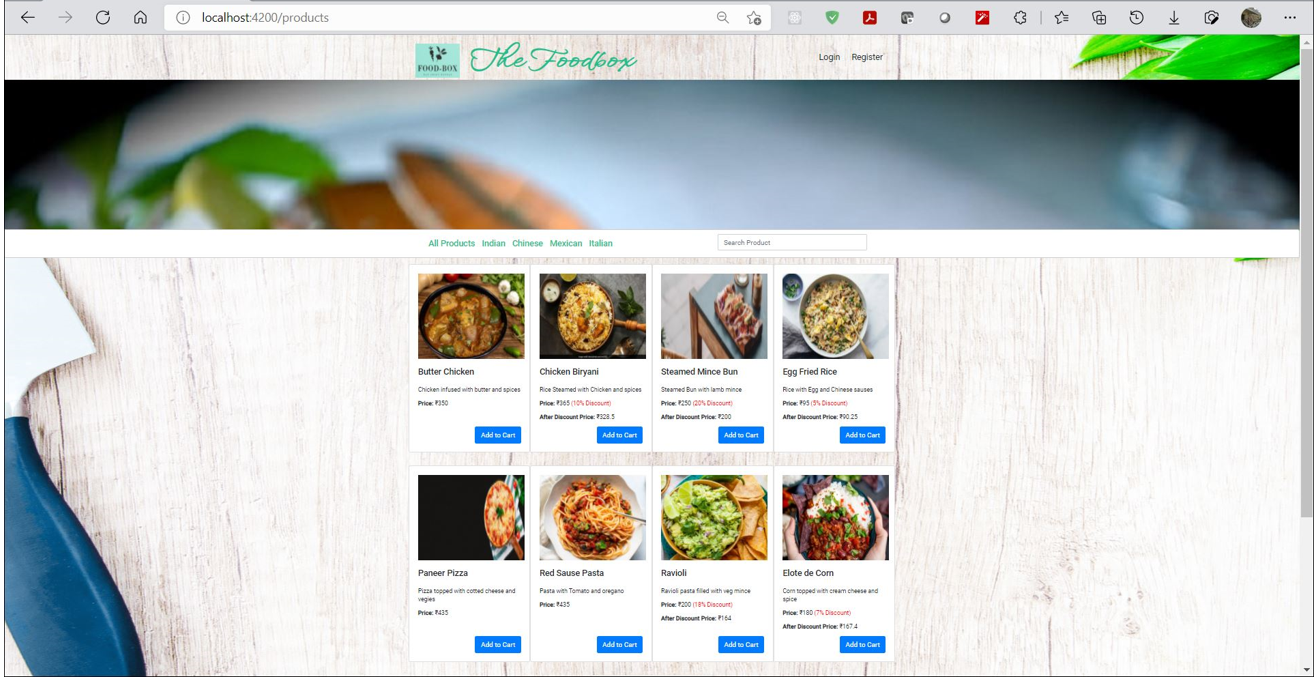 localhost:4200/products
FOOD-BOX
The Foodbox
Login Register
All Products Indian Chinese Mexican Italian
Search Product
Butter Chicken
Chicken infused with butter and spices
Price: ₹350
Add to Cart
Chicken Biryani
Rice Steamed with Chicken and spices
Price: ₹365 (10% Discount)
After Discount Price: ₹328.5
Add to Cart
Steamed Mince Bun
Steamed Bun with lamb mince
Price: ₹250 (20% Discount)
After Discount Price: ₹200
Add to Cart
Egg Fried Rice
Rice with Egg and Chinese sauses
Price: ₹95 (5% Discount)
After Discount Price: ₹90.25
Add to Cart
Paneer Pizza
Pizza topped with cotted cheese and
vegies
Price: ₹435
Add to Cart
Red Sause Pasta
Pasta with Tomato and oregano
Price: ₹435
Add to Cart
Ravioli
Ravioli pasta filled with veg mince
Price: ₹200 (18% Discount)
After Discount Price: ₹164
Add to Cart
Elote de Corn
Corn topped with cream cheese and
spice
Price: ₹180 (7% Discount)
After Discount Price: ₹167.4
Add to Cart